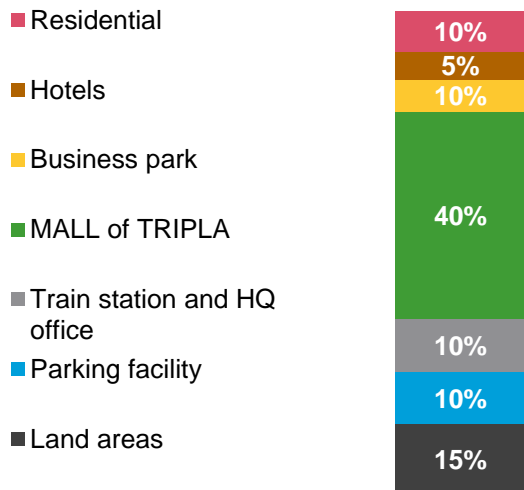 Residential
Hotels
Business park
MALL of TRIPLA
Train station and HQ
office
Parking facility
Land areas
10%
5%
10%
40%
10%
10%
15%